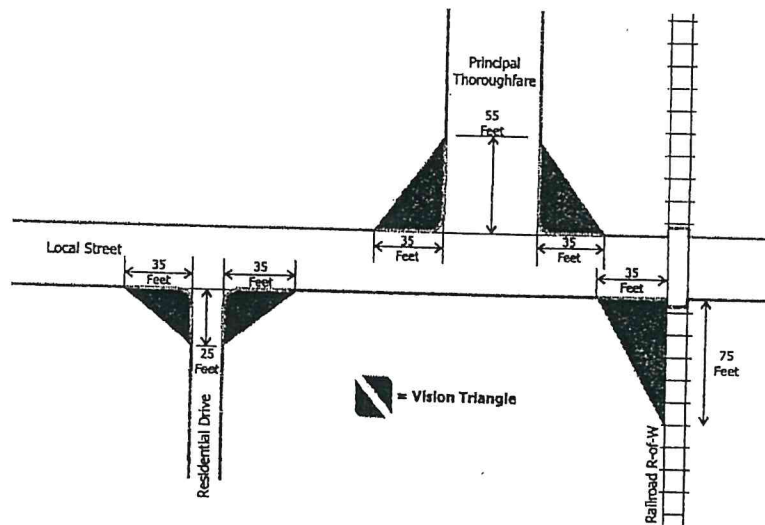 Principal
Thoroughfare
55
Feet
Local Street
35
Feet
35
Feet
35
Feet
35
Feet
35
Feet
25
Feet
75
Feet
= Vision Triangle
Residential Drive
Railroad R-of-W